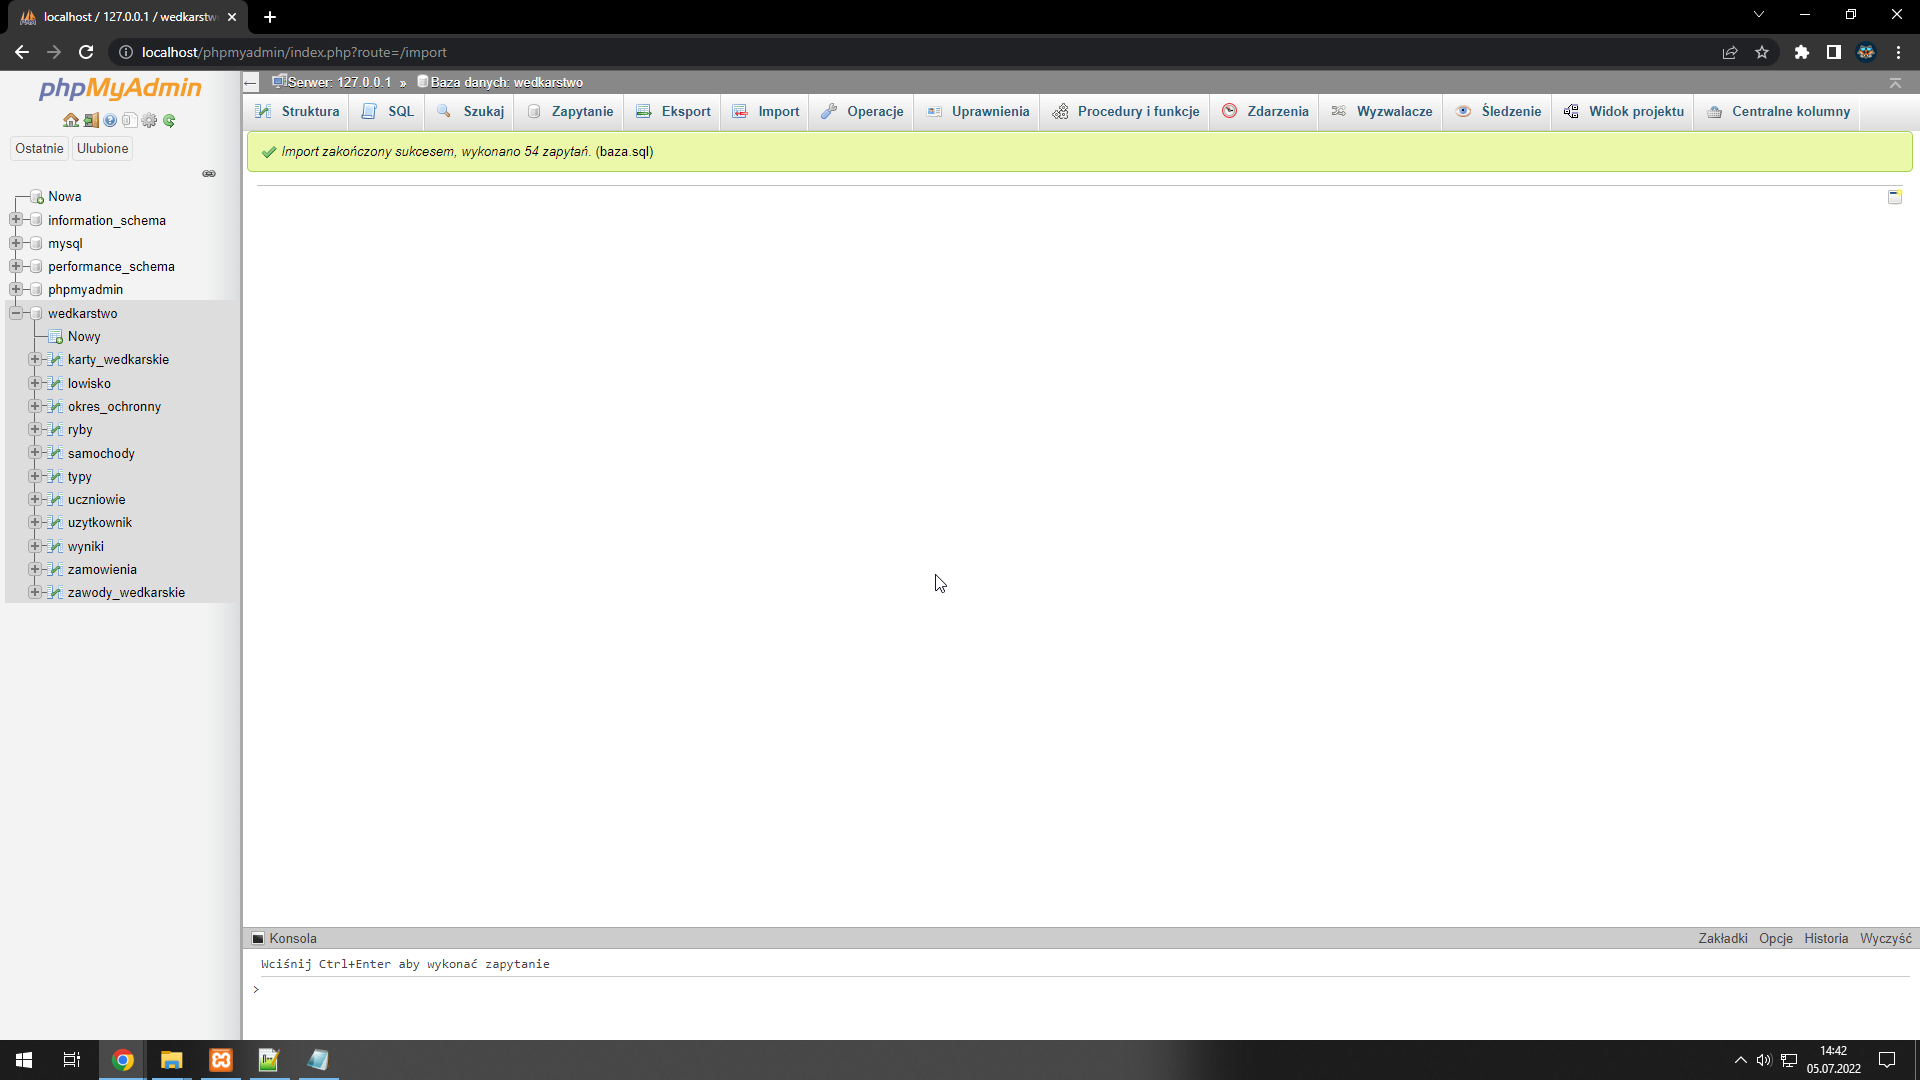 localhost / 127.0.0.1 / wedkarstw
localhost/phpmyadmin/index.php?route=/import
phpMyAdmin
Ostatnie Ulubione
Nowa
information_schema
mysql
performance_schema
phpmyadmin
wedkarstwo
Nowy
karty_wedkarskie
lowisko
okres_ochronny
ryby
samochody
typy
uczniowie
uzytkownik
wyniki
zamowienia
zawody_wedkarskie
Serwer: 127.0.0.1 » Baza danych: wedkarstwo
Struktura SQL Szukaj Zapytanie Eksport Import Operacje Uprawnienia Procedury i funkcje Zdarzenia Wyzwalacze Śledzenie Widok projektu Centralne kolumny
Import zakończony sukcesem, wykonano 54 zapytań. (baza.sql)
Konsola Zakładki Opcje Historia Wyczyść
Wciśnij Ctrl+Enter aby wykonać zapytanie
>
14:42
05.07.2022